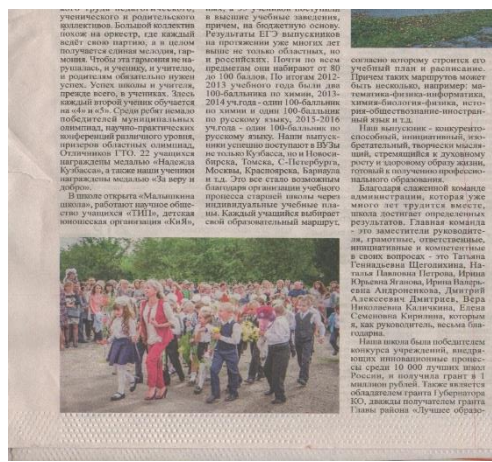 ученического и родительского
коллективов. Большой коллектив
похож на оркестр, где каждый
ведёт свою партию, а в целом
получается единая мелодия, гар-
мония. Чтобы эта гармония не на-
рушалась, и ученику, и учителю,
и родителям обязательно нужен
успех. Успех школы и учителя,
прежде всего, в учениках. Здесь
каждый второй ученик обучается
на «4» и «5». Среди ребят немало
победителей муниципальных
олимпиад, научно-практических
конференций различного уровня,
призеров областных олимпиад,
Отличников ГТО. 22 учащихся
награждены медалью «Надежда
Кузбасса», а также наши ученики
награждены медалью «За веру и
добро».
В школе открыта «Малышкина
школа», работают научное обще-
ство учащихся «ТИП», детская
юношеская организация «КиЯ»,
в высшие учебные заведения,
причем, на бюджетную основу.
Результаты ЕГЭ выпускников
на протяжении уже многих лет
выше не только областных, но
и российских. Почти по всем
предметам они набирают от 80
до 100 баллов. По итогам 2012-
2013 учебного года были два
100-балльника по химии, 2013-
2014 уч.года - один 100-балльник
по химии и один 100-балльник
по русскому языку, 2015-2016
уч.года - один 100-балльник по
русскому языку. Наши выпуск-
ники успешно поступают в ВУЗы
не только Кузбасса, но и Новоси-
бирска, Томска, С-Петербурга,
Москвы, Красноярска, Барнаула
и т.д. Это все стало возможным
благодаря организации учебного
процесса старшей школы через
индивидуальные учебные пла-
ны. Каждый учащийся выбирает
свой образовательный маршрут,
согласно которому строится его
учебный план и расписание.
Причем таких маршрутов может
быть несколько, например: ма-
тематика-физика-информатика,
химия-биология-физика, исто-
рия-обществознание-иностран-
ный язык и т.д.
Наш выпускник - конкуренто-
способный, инициативный, изо-
бретательный, творчески мысля-
щий, стремящийся к духовному
росту и здоровому образу жизни,
готовый к получению профессио-
нального образования.
Благодаря слаженной команде
администрации, которая уже
много лет трудится вместе,
школа достигает определенных
результатов. Главная команда
- это заместители руководите-
ля, грамотные, ответственные,
инициативные и компетентные
в своих вопросах - это Татьяна
Геннадьевна Щеголихина, На-
талья Павловна Петрова, Ирина
Юрьевна Яганова, Ирина Валерь-
евна Андроненкова, Дмитрий
Алексеевич Дмитриев, Вера
Николаевна Каличкина, Елена
Семеновна Кирилина, которым
я, как руководитель, весьма бла-
годарна.
Наша школа была победителем
конкурса учреждений, внедря-
ющих инновационные процес-
сы среди 10 000 лучших школ
России, и получила грант в 1
миллион рублей. Также является
обладателем гранта Губернатора
КО, дважды получателем гранта
Главы района «Лучшее образо-